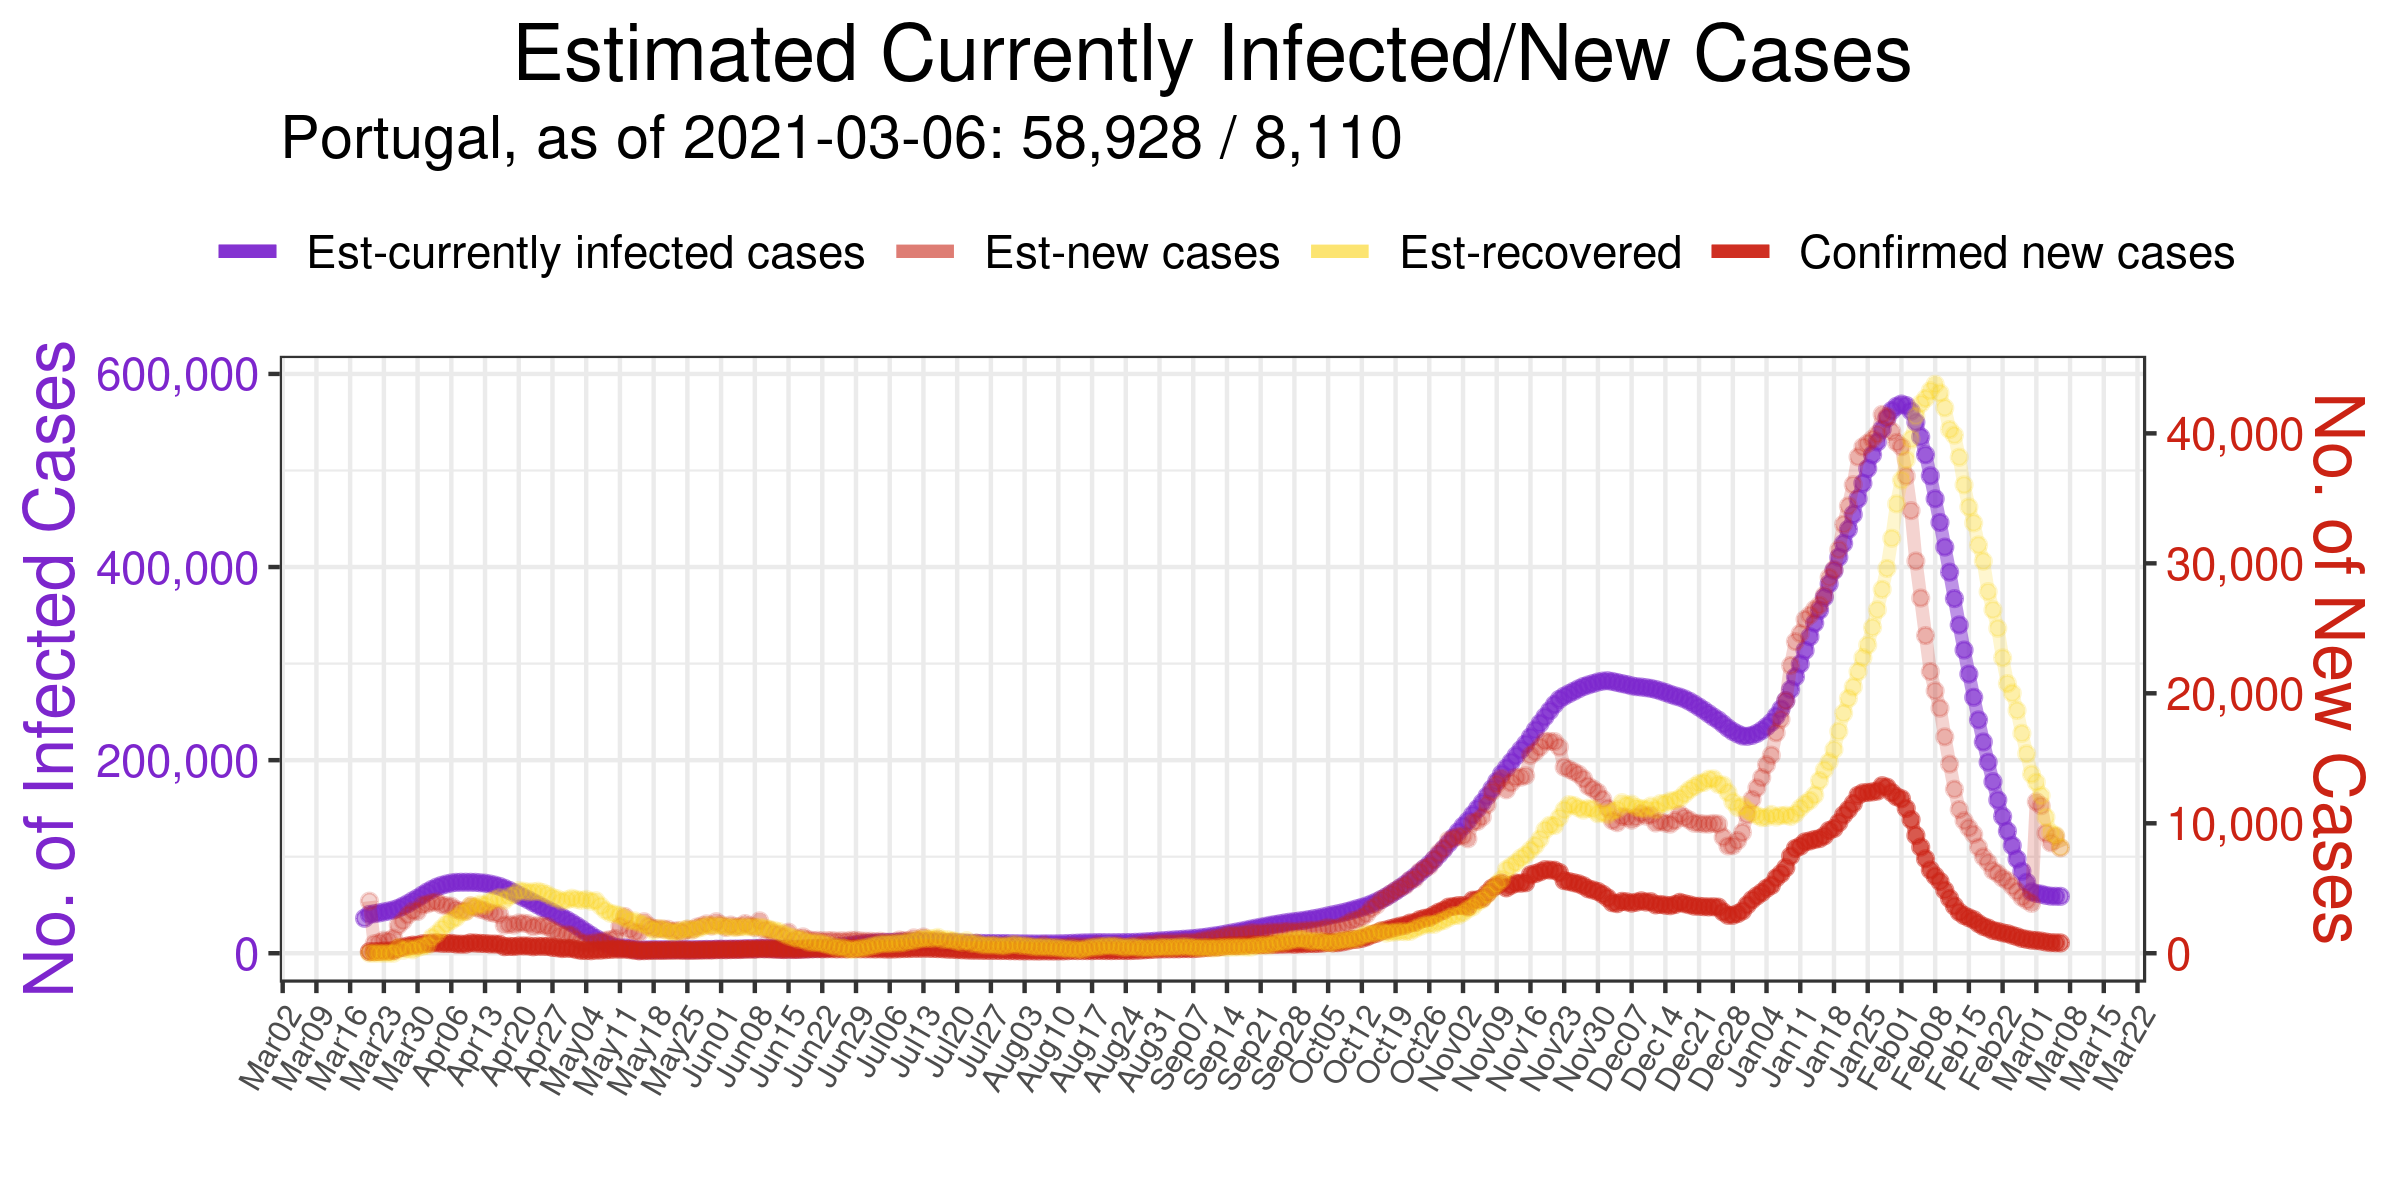 Estimated Currently Infected/New Cases
Portugal, as of 2021-03-06: 58,928 / 8,110
Est-currently infected cases
Est-new cases
Est-recovered
Confirmed new cases
No. of Infected Cases
600,000
400,000
200,000
0
No. of New Cases
40,000
30,000
20,000
10,000
0
Mar02
Mar09
Mar16
Mar23
Mar30
Apr06
Apr13
Apr20
Apr27
May04
May11
May18
May25
Jun01
Jun08
Jun15
Jun22
Jun29
Jul06
Jul13
Jul20
Jul27
Aug03
Aug10
Aug17
Aug24
Aug31
Sep07
Sep14
Sep21
Sep28
Oct05
Oct12
Oct19
Oct26
Nov02
Nov09
Nov16
Nov23
Nov30
Dec07
Dec14
Dec21
Dec28
Jan04
Jan11
Jan18
Jan25
Feb01
Feb08
Feb15
Feb22
Mar01
Mar08
Mar15
Mar22